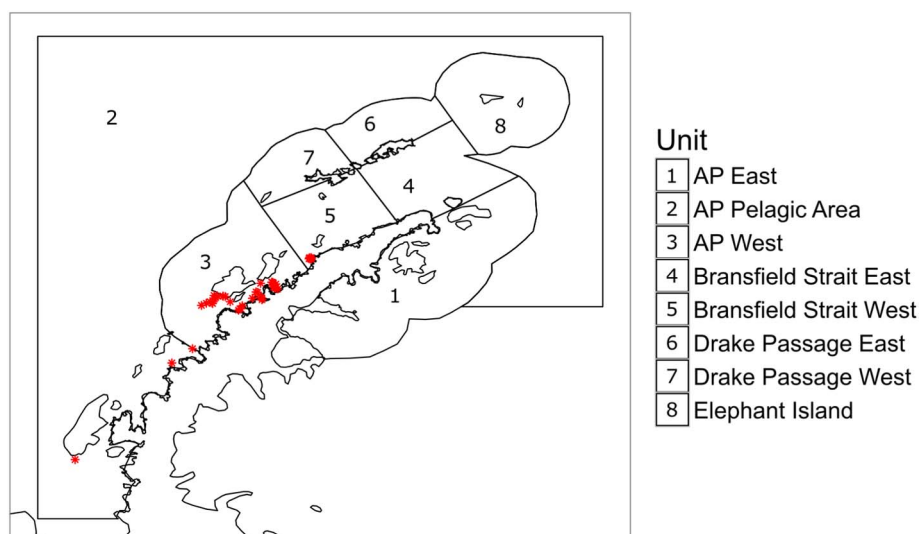 2
6
8
7
4
5
3
1
Unit
1 AP East
2 AP Pelagic Area
3 AP West
4 Bransfield Strait East
5 Bransfield Strait West
6 Drake Passage East
7 Drake Passage West
8 Elephant Island